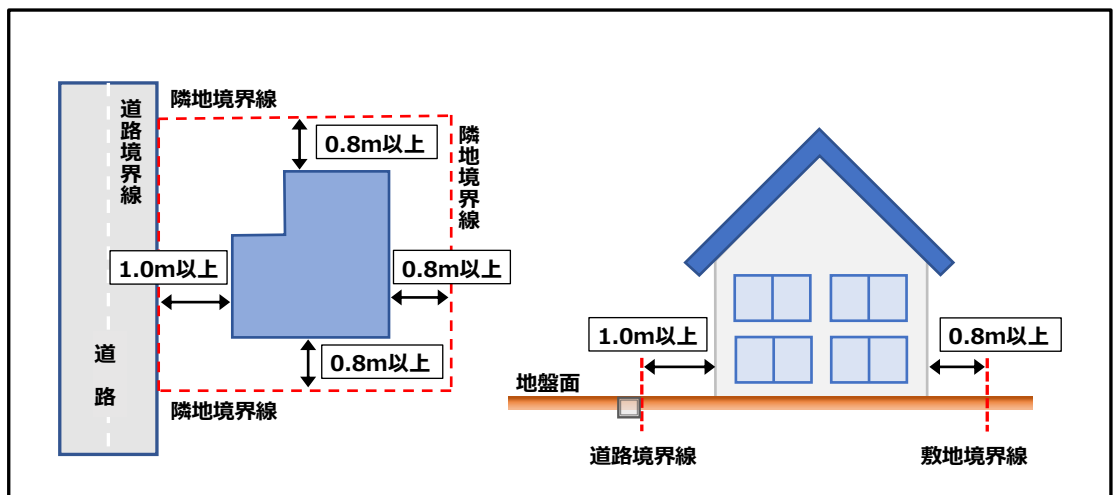 隣地境界線
道路境界線
0.8m以上
隣地境界線
1.0m以上
0.8m以上
道路
0.8m以上
隣地境界線
1.0m以上
0.8m以上
地盤面
道路境界線
敷地境界線